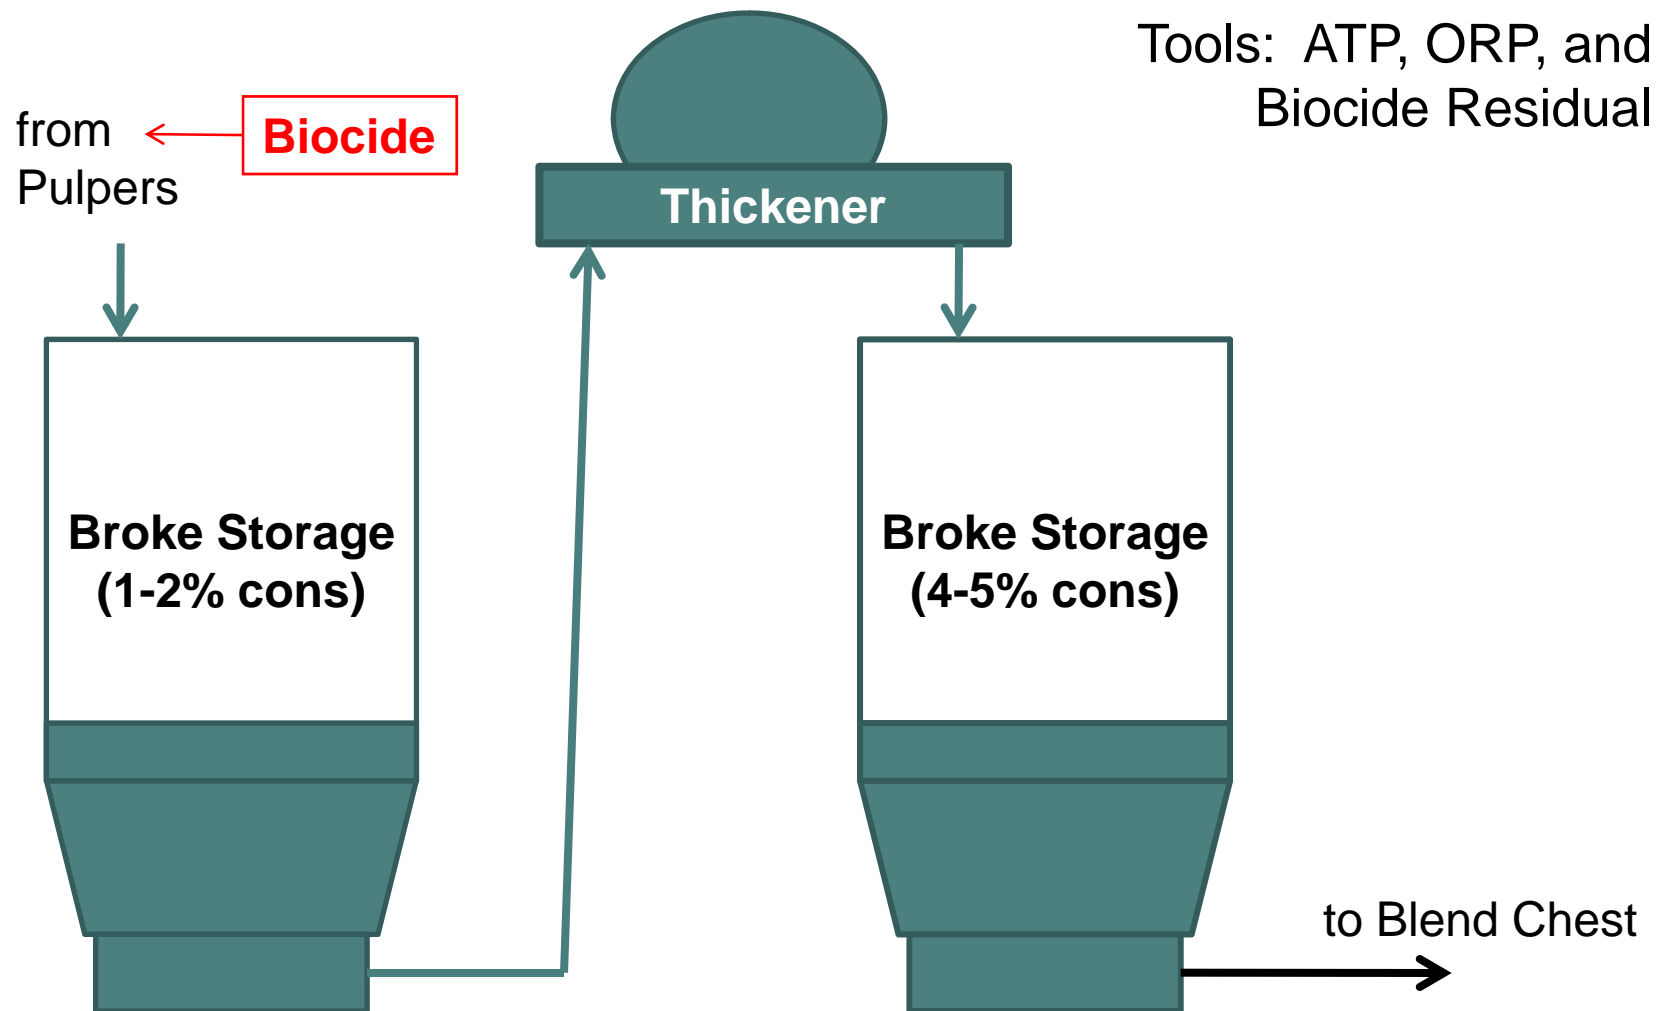 Tools:  ATP, ORP, and
Biocide Residual
from
Pulpers
Biocide
Thickener
Broke Storage
(1-2% cons)
Broke Storage
(4-5% cons)
to Blend Chest